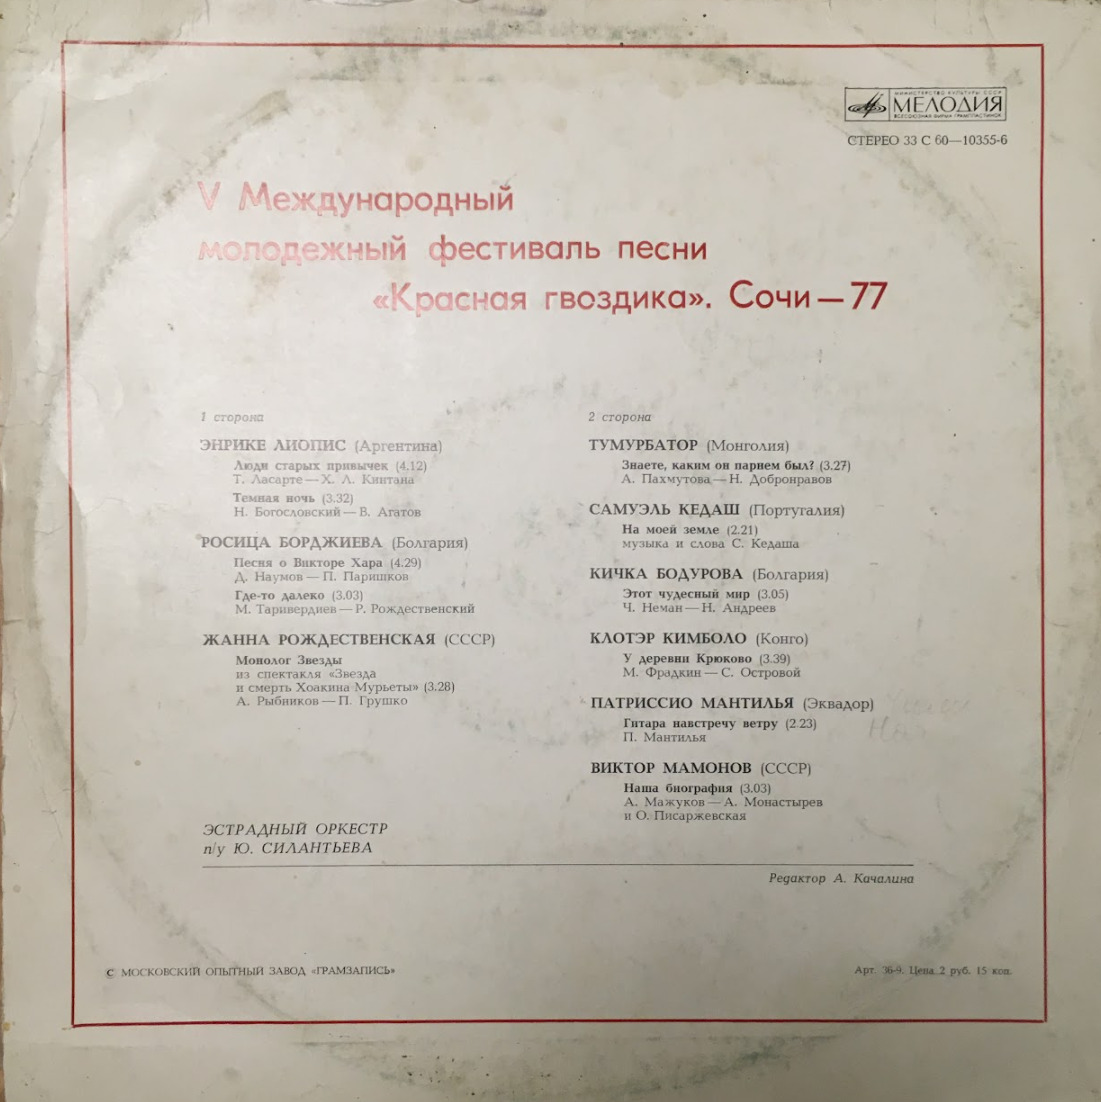 МИНИСТЕРСТВО КУЛЬТУРЫ СССР
МЕЛОДИЯ
ВСЕСОЮЗНАЯ ФИРМА ГРАМПЛАСТИНОК
СТЕРЕО 33 С 60—10355-6
V Международный
молодежный фестиваль песни
«Красная гвоздика». Сочи — 77
1 сторона
ЭНРИКЕ ЛИОПИС (Аргентина)
Люди старых привычек (4.12)
Т. Ласарте — Х. Л. Кинтана
Темная ночь (3.32)
Н. Богословский — В. Агатов
РОСИЦА БОРДЖИЕВА (Болгария)
Песня о Викторе Хара (4.29)
Д. Наумов — П. Паришков
Где-то далеко (3.03)
М. Таривердиев — Р. Рождественский
ЖАННА РОЖДЕСТВЕНСКАЯ (СССР)
Монолог Звезды
из спектакля «Звезда
и смерть Хоакина Мурьеты» (3.28)
А. Рыбников — П. Грушко
ЭСТРАДНЫЙ ОРКЕСТР
п/у Ю. СИЛАНТЬЕВА
2 сторона
ТУМУРБАТОР (Монголия)
Знаете, каким он парнем был? (3.27)
А. Пахмутова — Н. Добронравов
САМУЭЛЬ КЕДАШ (Португалия)
На моей земле (2.21)
музыка и слова С. Кедаша
КИЧКА БОДУРОВА (Болгария)
Этот чудесный мир (3.05)
Ч. Неман — Н. Андреев
КЛОТЭР КИМБОЛО (Конго)
У деревни Крюково (3.39)
М. Фрадкин — С. Островой
ПАТРИССИО МАНТИЛЬЯ (Эквадор)
Гитара навстречу ветру (2.23)
П. Мантилья
ВИКТОР МАМОНОВ (СССР)
Наша биография (3.03)
А. Мажуков — А. Монастырев
и О. Писаржевская
Редактор А. Качалина
С МОСКОВСКИЙ ОПЫТНЫЙ ЗАВОД «ГРАМЗАПИСЬ»
Арт. 36-9. Цена 2 руб. 15 коп.